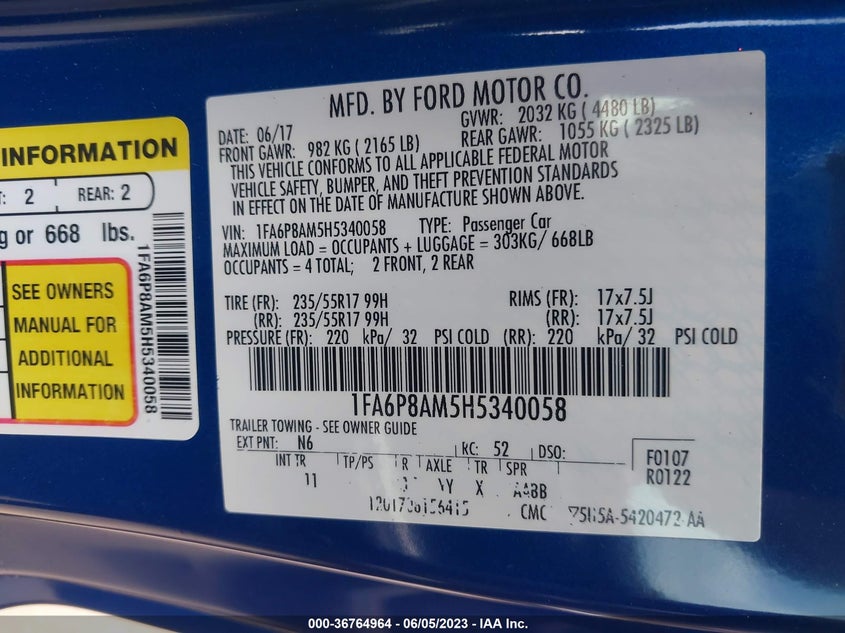 INFORMATION
: 2 REAR: 2
g or 668 lbs.
SEE OWNERS
MANUAL FOR
ADDITIONAL
INFORMATION
1FA6P8AM5H5340058
MFD. BY FORD MOTOR CO.
DATE: 06/17 GVWR: 2032 KG ( 4480 LB)
FRONT GAWR: 982 KG ( 2165 LB) REAR GAWR: 1055 KG ( 2325 LB)
THIS VEHICLE CONFORMS TO ALL APPLICABLE FEDERAL MOTOR
VEHICLE SAFETY, BUMPER, AND THEFT PREVENTION STANDARDS
IN EFFECT ON THE DATE OF MANUFACTURE SHOWN ABOVE.
VIN: 1FA6P8AM5H5340058 TYPE: Passenger Car
MAXIMUM LOAD = OCCUPANTS + LUGGAGE = 303KG/ 668LB
OCCUPANTS = 4 TOTAL; 2 FRONT, 2 REAR
TIRE (FR): 235/55R17 99H RIMS (FR): 17x7.5J
(RR): 235/55R17 99H (RR): 17x7.5J
PRESSURE (FR): 220 kPa/ 32 PSI COLD (RR): 220 kPa/ 32 PSI COLD
1FA6P8AM5H5340058
TRAILER TOWING - SEE OWNER GUIDE
EXT PNT: N6 KC: 52 DSO:
INT TR TP/PS R AXLE TR SPR
11 X
F0107
R0122
CMC
000-36764964 / 06/05/2023 - IAA Inc.